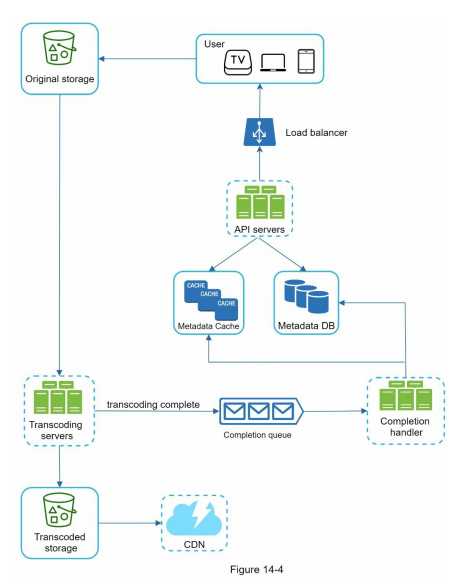 User
TV
Original storage
Load balancer
API servers
CACHE
CACHE
CACHE
Metadata Cache
Metadata DB
transcoding complete
Transcoding
servers
Completion queue
Completion
handler
Transcoded
storage
CDN
Figure 14-4